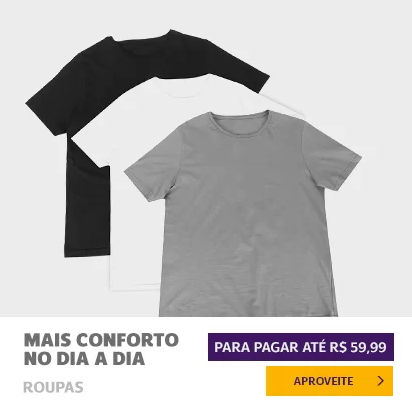 MAIS CONFORTO
NO DIA A DIA
ROUPAS
PARA PAGAR ATÉ R$ 59,99
APROVEITE